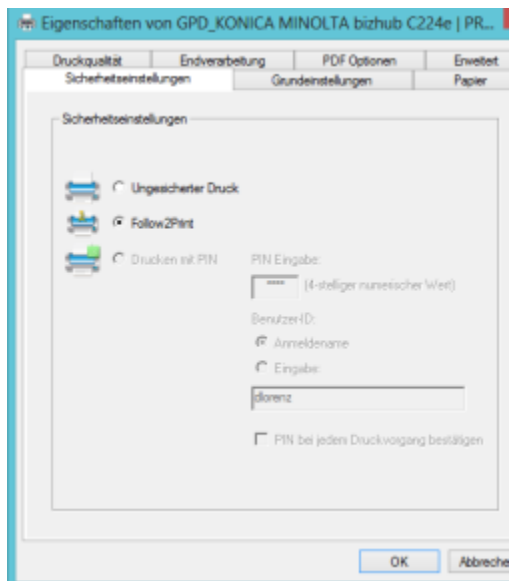 Eigenschaften von GPD_KONICA MINOLTA bizhub C224e | PR...
Druckqualität Endverarbeitung PDF Optionen Erweitert
Sicherheitseinstellungen Grundeinstellungen Papier
Sicherheitseinstellungen
Ungesicherter Druck
Follow2Print
Drucken mit PIN PIN Eingabe:
**** (4-stelliger numerischer Wert)
Benutzer-ID:
Anmeldename
Eingabe:
dlorenz
PIN bei jedem Druckvorgang bestätigen
OK Abbreche